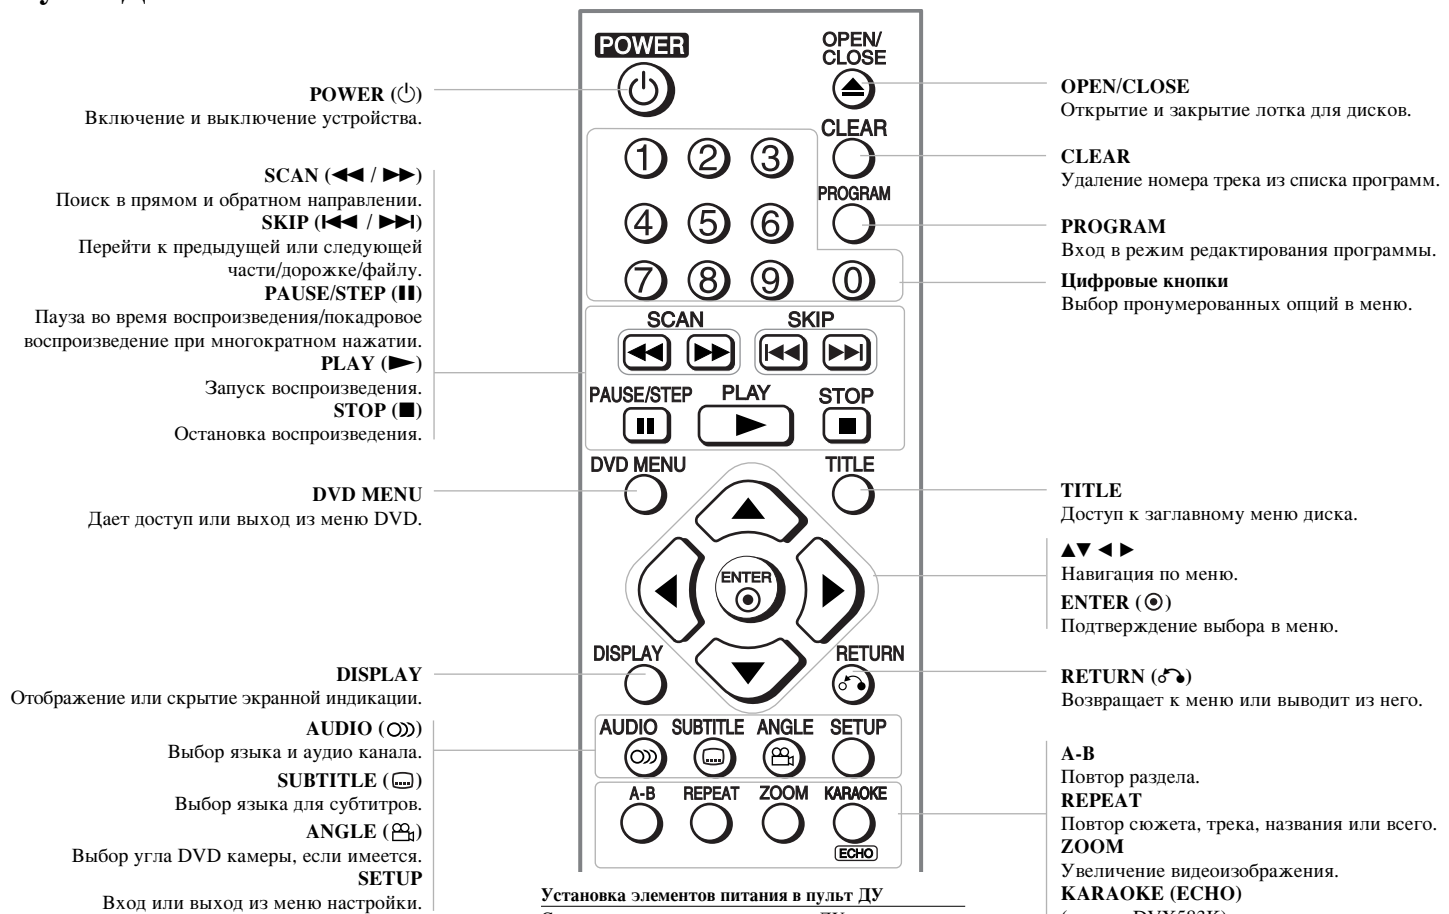 POWER (⏻)
Включение и выключение устройства.
SCAN (◀◀ / ▶▶)
Поиск в прямом и обратном направлении.
SKIP (I◀◀ / ▶▶I)
Перейти к предыдущей или следующей
части/дорожке/файлу.
PAUSE/STEP (II)
Пауза во время воспроизведения/покадровое
воспроизведение при многократном нажатии.
PLAY (▶)
Запуск воспроизведения.
STOP (■)
Остановка воспроизведения.
DVD MENU
Дает доступ или выход из меню DVD.
DISPLAY
Отображение или скрытие экранной индикации.
AUDIO
Выбор языка и аудио канала.
SUBTITLE
Выбор языка для субтитров.
ANGLE
Выбор угла DVD камеры, если имеется.
SETUP
Вход или выход из меню настройки.
POWER
OPEN/
CLOSE
1 2 3
CLEAR
4 5 6
PROGRAM
7 8 9 0
SCAN SKIP
PAUSE/STEP PLAY STOP
DVD MENU TITLE
ENTER
DISPLAY RETURN
AUDIO SUBTITLE ANGLE SETUP
A-B REPEAT ZOOM KARAOKE
ECHO
Установка элементов питания в пульт ДУ
OPEN/CLOSE
Открытие и закрытие лотка для дисков.
CLEAR
Удаление номера трека из списка программ.
PROGRAM
Вход в режим редактирования программы.
Цифровые кнопки
Выбор пронумерованных опций в меню.
TITLE
Доступ к заглавному меню диска.
▲▼ ◀ ▶
Навигация по меню.
ENTER (◉)
Подтверждение выбора в меню.
RETURN
Возвращает к меню или выводит из него.
A-B
Повтор раздела.
REPEAT
Повтор сюжета, трека, названия или всего.
ZOOM
Увеличение видеоизображения.
KARAOKE (ECHO)